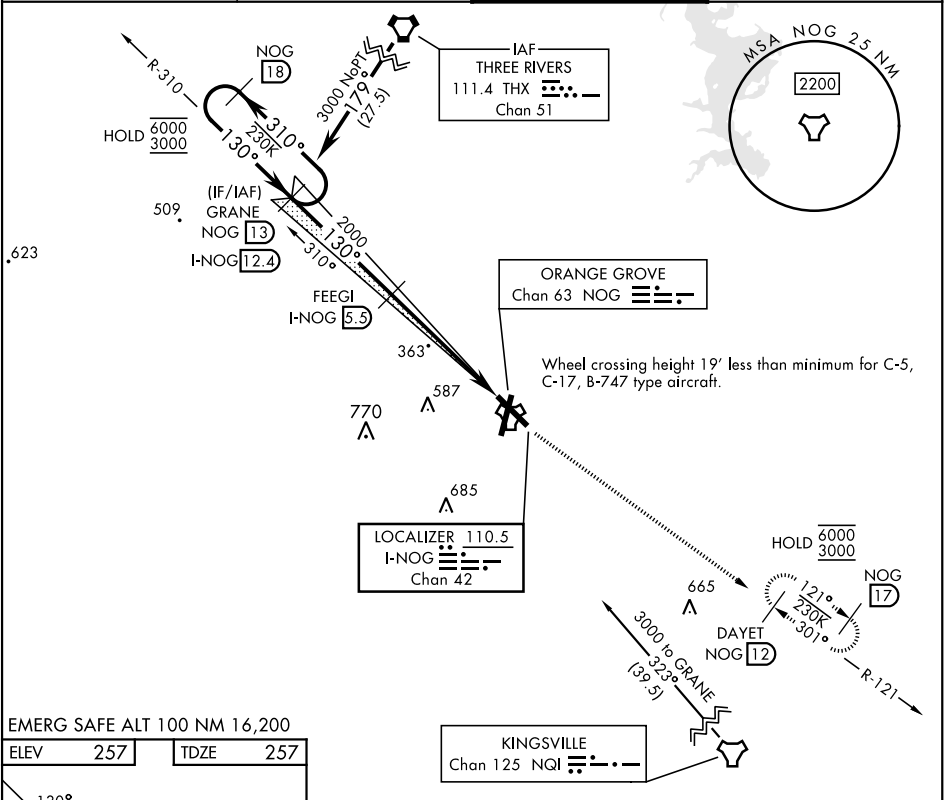 MSA NOG 25 NM
2200
IAF
THREE RIVERS
111.4 THX
Chan 51
3000 NoPT
179°
(27.5)
R-310
NOG
18
HOLD 6000
3000
310°
230K
130°
(IF/IAF)
GRANE
NOG 13
I-NOG 12.4
509
623
2000
130°
310°
FEEGI
I-NOG 5.5
363
587
770
685
ORANGE GROVE
Chan 63 NOG
Wheel crossing height 19' less than minimum for C-5,
C-17, B-747 type aircraft.
LOCALIZER 110.5
I-NOG
Chan 42
HOLD 6000
3000
NOG
17
121°
230K
301°
665
DAYET
NOG 12
R-121
3000 to GRANE
323°
(39.5)
KINGSVILLE
Chan 125 NQI
EMERG SAFE ALT 100 NM 16,200
ELEV 257
TDZE 257